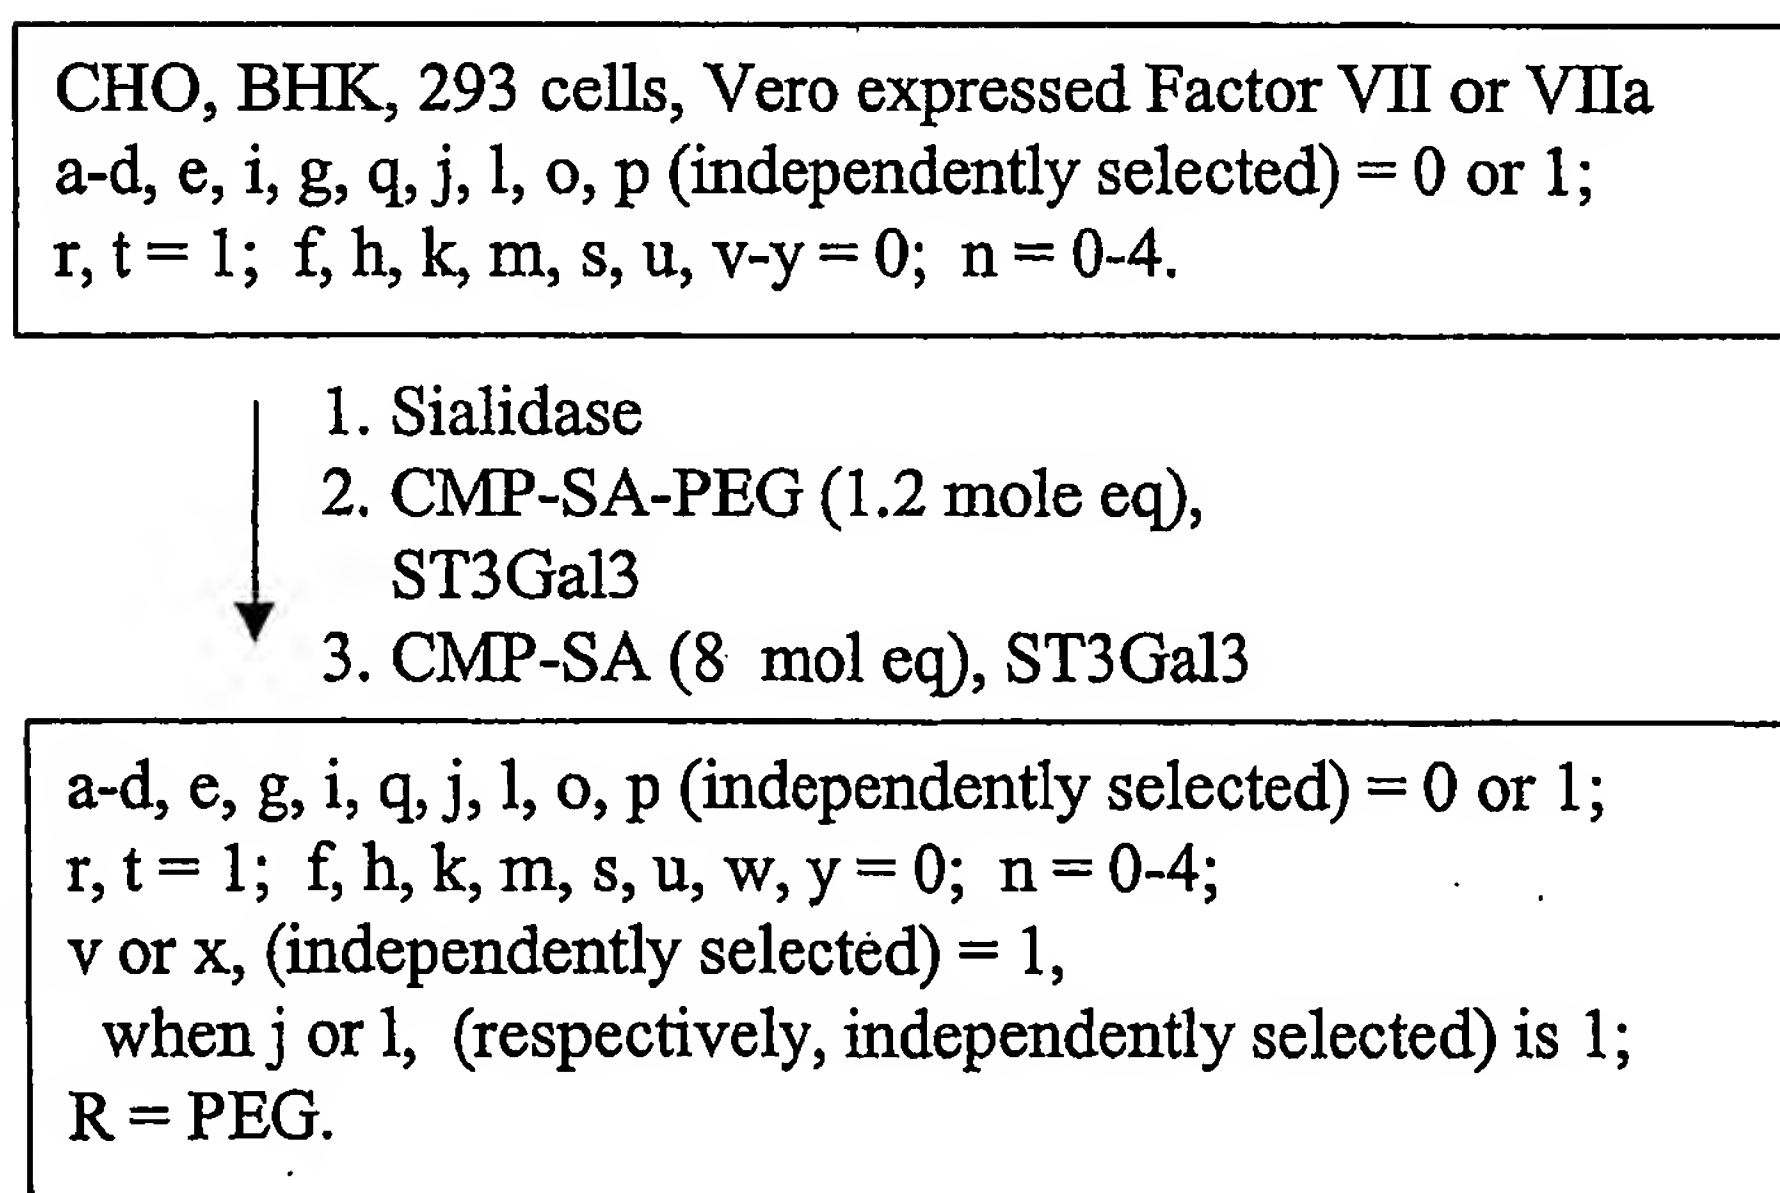 CHO, BHK, 293 cells, Vero expressed Factor VII or VIIa
a-d, e, i, g, q, j, l, o, p (independently selected) = 0 or 1;
r, t = 1; f, h, k, m, s, u, v-y = 0; n = 0-4.
1. Sialidase
2. CMP-SA-PEG (1.2 mole eq),
ST3Gal3
3. CMP-SA (8 mol eq), ST3Gal3
a-d, e, g, i, q, j, l, o, p (independently selected) = 0 or 1;
r, t = 1; f, h, k, m, s, u, w, y = 0; n = 0-4;
v or x, (independently selected) = 1,
when j or l, (respectively, independently selected) is 1;
R = PEG.